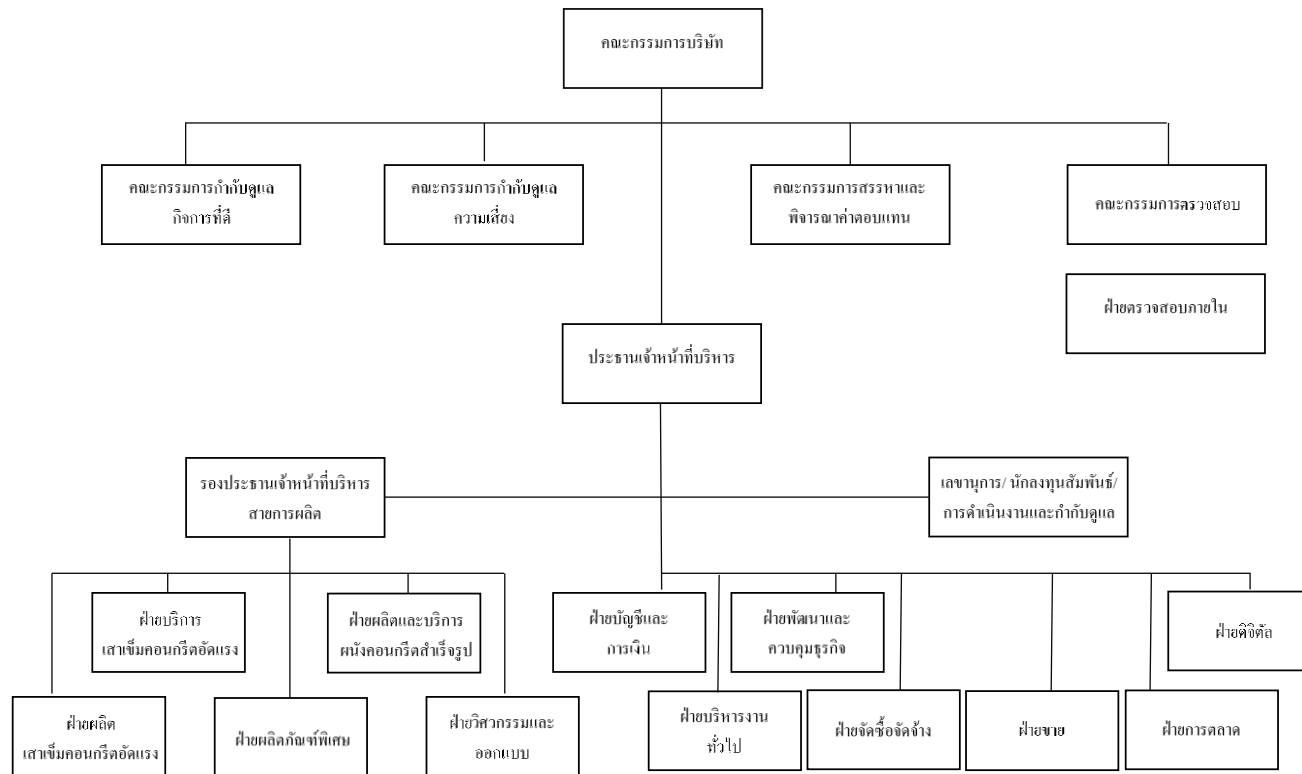 คณะกรรมการบริษัท
คณะกรรมการกำกับดูแล
กิจการที่ดี
คณะกรรมการกำกับดูแล
ความเสี่ยง
คณะกรรมการสรรหาและ
พิจารณาค่าตอบแทน
คณะกรรมการตรวจสอบ
ฝ่ายตรวจสอบภายใน
ประธานเจ้าหน้าที่บริหาร
รองประธานเจ้าหน้าที่บริหาร
สายการผลิต
เลขานุการ/ นักลงทุนสัมพันธ์/
การดำเนินงานและกำกับดูแล
ฝ่ายบริการ
เสาเข็มคอนกรีตอัดแรง
ฝ่ายผลิตและบริการ
ผนังคอนกรีตสำเร็จรูป
ฝ่ายบัญชีและ
การเงิน
ฝ่ายพัฒนาและ
ควบคุมธุรกิจ
ฝ่ายดิจิตัล
ฝ่ายผลิต
เสาเข็มคอนกรีตอัดแรง
ฝ่ายผลิตภัณฑ์พิเศษ
ฝ่ายวิศวกรรมและ
ออกแบบ
ฝ่ายบริหารงาน
ทั่วไป
ฝ่ายจัดซื้อจัดจ้าง
ฝ่ายขาย
ฝ่ายการตลาด